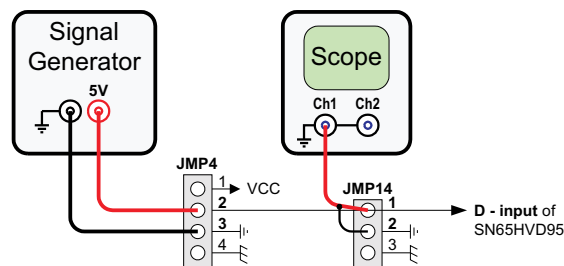 Signal
Generator
5V
Scope
Ch1 Ch2
JMP4
1 VCC
2
3
4
JMP14
1
2
3
D - input of
SN65HVD95